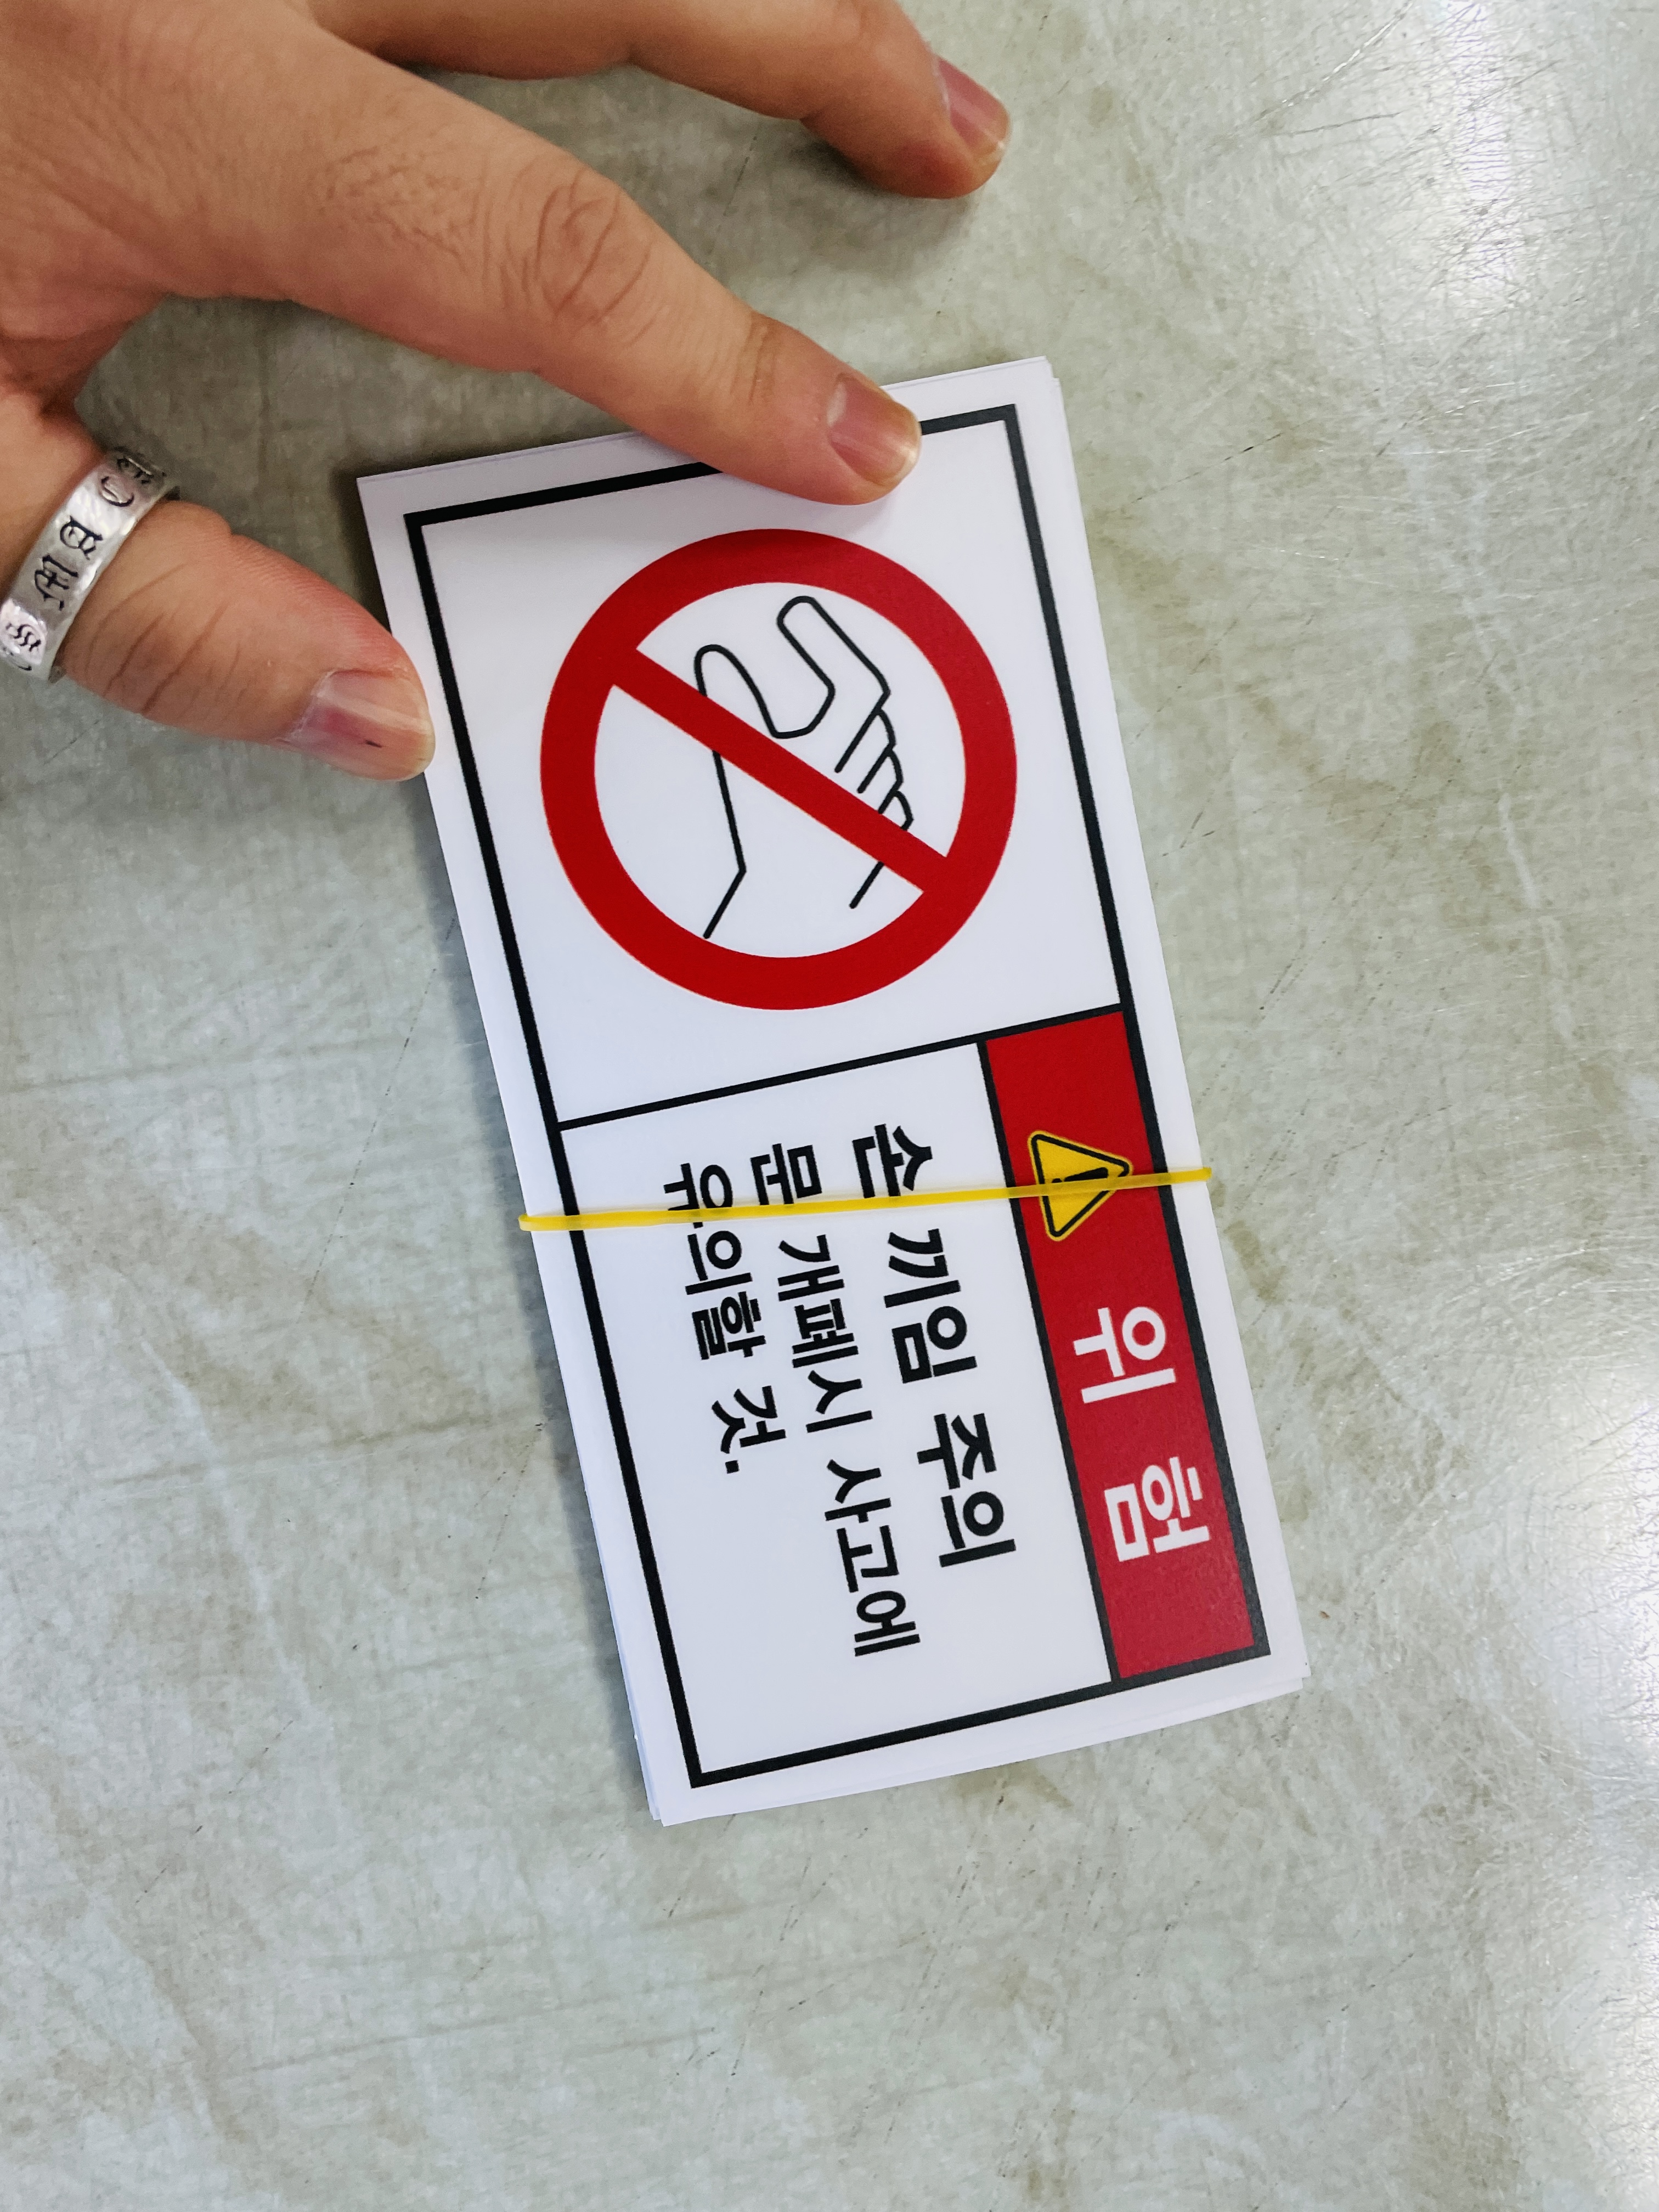 위 험
손 끼임 주의
문 개폐시 사고에
유의할 것.